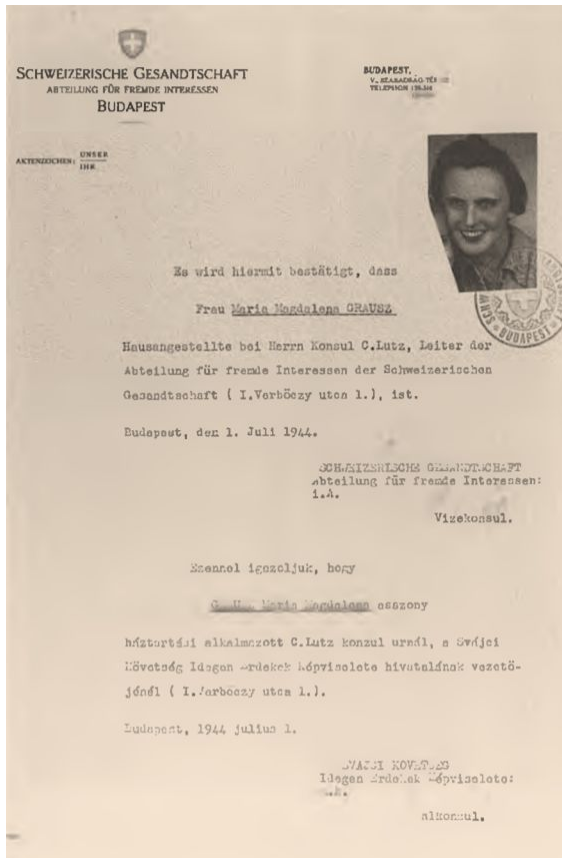 SCHWEIZERISCHE GESANDTSCHAFT
ABTEILUNG FÜR FREMDE INTERESSEN
BUDAPEST
BUDAPEST,
TELEPHON
AKTENZEICHEN: UNSER
IHR
BUDAPEST
Es wird hiermit bestätigt, dass
Frau Maria Magdalena GRAUSZ
Hausangestellte bei Herrn Konsul C.Lutz, Leiter der
Abteilung für fremde Interessen der Schweizerischen
Gesandtschaft ( I.Verböczy utca 1.), ist.
Budapest, den 1. Juli 1944.
SCHWEIZERISCHE GESANDTSCHAFT
Abteilung für fremde Interessen:
i.A.
Vizekonsul.
Ezennel igazoljuk, hogy
Maria Magdalena asszony
háztartási alkalmazott C.Lutz konzul urnál, a Svájci
Követség Idegen Érdekek Képviselete hivatalának vezetö-
jénél ( I.Verböczy utca 1.).
Budapest, 1944 julius 1.
SVÁJCI KÖVETSÉG
Idegen Érdekek Képviselete:
alkonsul.